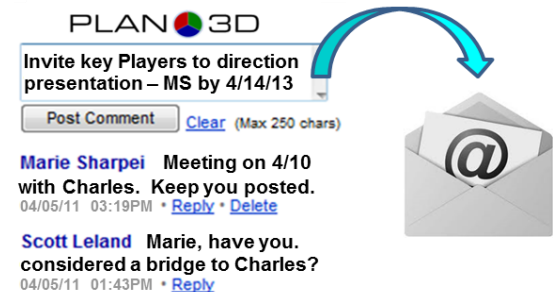 PLAN 3D
Invite key Players to direction
presentation – MS by 4/14/13
Post Comment Clear (Max 250 chars)
Marie Sharpei Meeting on 4/10
with Charles. Keep you posted.
04/05/11 03:19PM • Reply • Delete
Scott Leland Marie, have you.
considered a bridge to Charles?
04/05/11 01:43PM • Reply
@